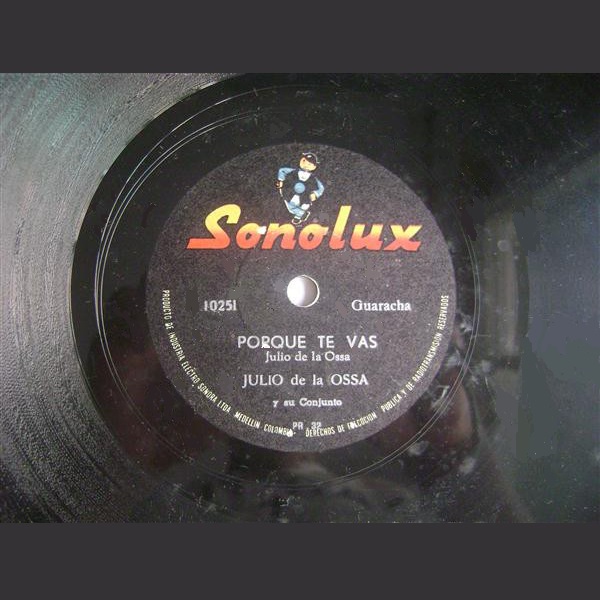 Sonolux
10251 Guaracha
PORQUE TE VAS
Julio de la Ossa
JULIO de la OSSA
y su Conjunto
PR 32
PRODUCTO DE INDUSTRIA ELECTRO SONORA LTDA. MEDELLIN COLOMBIA- DERECHOS DE EJECUCION PUBLICA Y DE RADIOTRANSMISION RESERVADOS